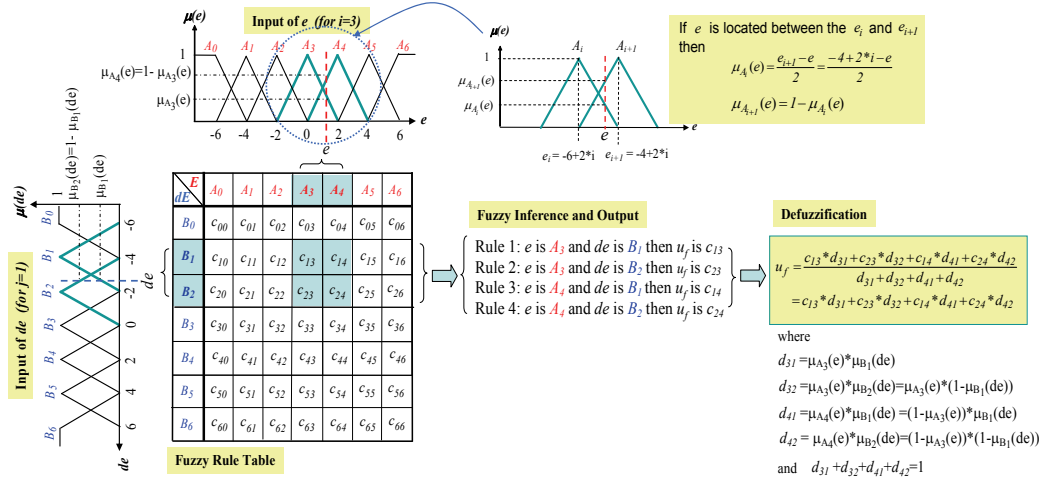 Input of e (for i=3)
μ(e)
A0 A1 A2 A3 A4 A5 A6
1
μA4(e)=1- μA3(e)
μA3(e)
-6 -4 -2 0 2 4 6
e
e
μ(e)
Ai Ai+1
1
μAi+1(e)
μAi(e)
e
e
ei = -6+2*i ei+1 = -4+2*i
If e is located between the ei and ei+1
then
μAi(e) = (ei+1 − e)/2 = (−4+2*i−e)/2
μAi+1(e) = 1 − μAi(e)
Input of de (for j=1)
μ(de)
1
μB2(de)=1- μB1(de)
μB1(de)
B0 B1 B2 B3 B4 B5 B6
-6 -4 -2 0 2 4 6
de
de
E
dE
A0 A1 A2 A3 A4 A5 A6
B0 c00 c01 c02 c03 c04 c05 c06
B1 c10 c11 c12 c13 c14 c15 c16
B2 c20 c21 c22 c23 c24 c25 c26
B3 c30 c31 c32 c33 c34 c35 c36
B4 c40 c41 c42 c43 c44 c45 c46
B5 c50 c51 c52 c53 c54 c55 c56
B6 c60 c61 c62 c63 c64 c65 c66
Fuzzy Rule Table
Fuzzy Inference and Output
Rule 1: e is A3 and de is B1 then uf is c13
Rule 2: e is A3 and de is B2 then uf is c23
Rule 3: e is A4 and de is B1 then uf is c14
Rule 4: e is A4 and de is B2 then uf is c24
Defuzzification
uf = (c13*d31+c23*d32+c14*d41+c24*d42)/(d31+d32+d41+d42)
=c13*d31+c23*d32+c14*d41+c24*d42
where
d31 =μA3(e)*μB1(de)
d32 =μA3(e)*μB2(de)=μA3(e)*(1-μB1(de))
d41 =μA4(e)*μB1(de) =(1-μA3(e))*μB1(de)
d42 = μA4(e)*μB2(de)=(1-μA3(e))*(1-μB1(de))
and d31 +d32+d41+d42=1